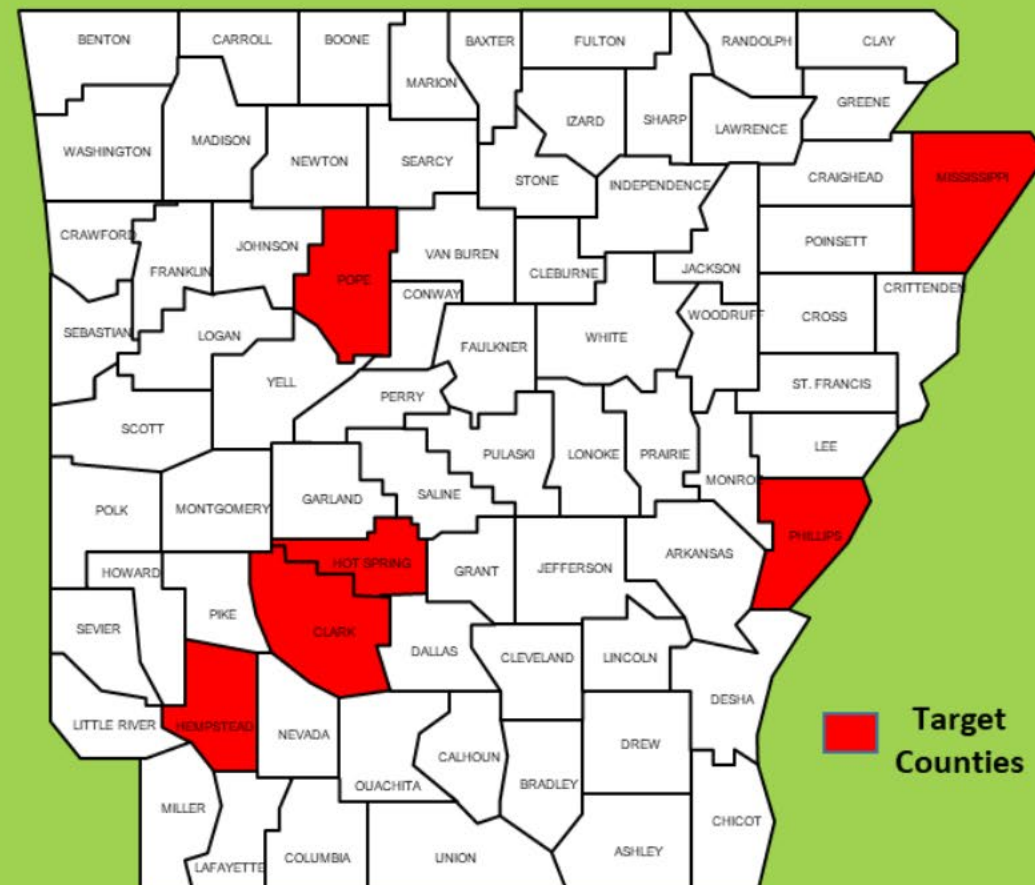 BENTON
CARROLL
BOONE
BAXTER
FULTON
RANDOLPH
CLAY
MARION
GREENE
WASHINGTON
MADISON
NEWTON
SEARCY
IZARD
SHARP
LAWRENCE
STONE
INDEPENDENCE
CRAIGHEAD
MISSISSIPPI
CRAWFORD
FRANKLIN
JOHNSON
POPE
VAN BUREN
CLEBURNE
JACKSON
POINSETT
CONWAY
CRITTENDEN
SEBASTIAN
LOGAN
FAULKNER
WHITE
WOODRUFF
CROSS
YELL
PERRY
ST. FRANCIS
SCOTT
PULASKI
LONOKE
PRAIRIE
LEE
POLK
MONTGOMERY
GARLAND
SALINE
MONROE
PHILLIPS
HOWARD
HOT SPRING
GRANT
JEFFERSON
ARKANSAS
SEVIER
PIKE
CLARK
DALLAS
CLEVELAND
LINCOLN
DESHA
LITTLE RIVER
HEMPSTEAD
NEVADA
CALHOUN
DREW
Target
Counties
OUACHITA
BRADLEY
MILLER
CHICOT
LAFAYETTE
COLUMBIA
UNION
ASHLEY